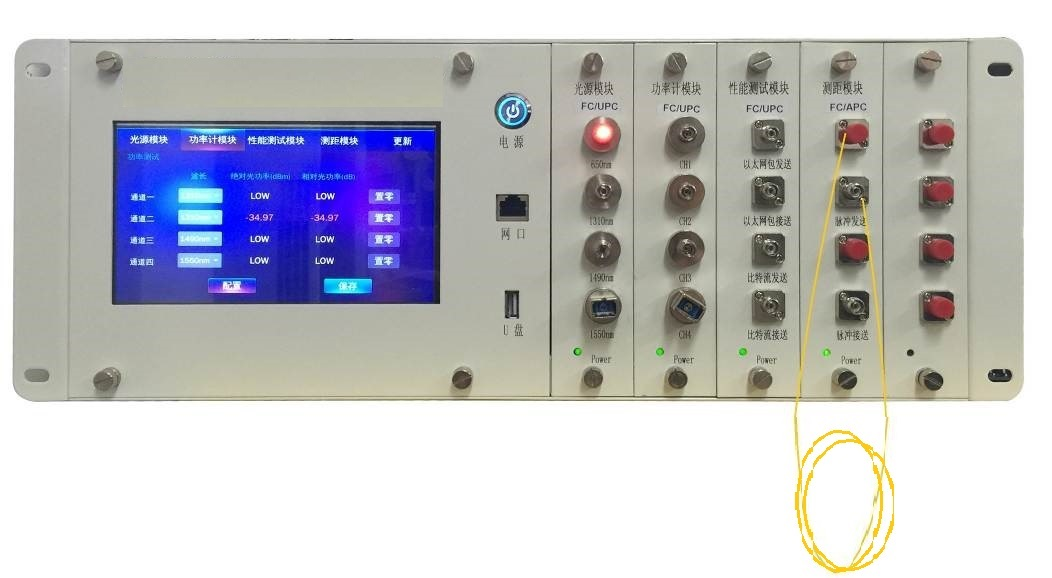 光源模块 功率计模块 性能测试模块 测距模块 更新
功率测试
波长 绝对光功率(dBm) 相对光功率(dB)
通道一 LOW LOW 置零
通道二 -34.97 -34.97 置零
通道三 1490nm LOW LOW 置零
通道四 1550nm LOW LOW 置零
配置 保存
电源
网口
U盘
光源模块
FC/UPC
650nm
1310nm
1490nm
1550nm
Power
功率计模块
FC/UPC
CH1
CH2
CH3
CH4
Power
性能测试模块
FC/UPC
以太网包发送
以太网包接送
比特流发送
比特流接送
Power
测距模块
FC/APC
脉冲发送
脉冲接送
Power